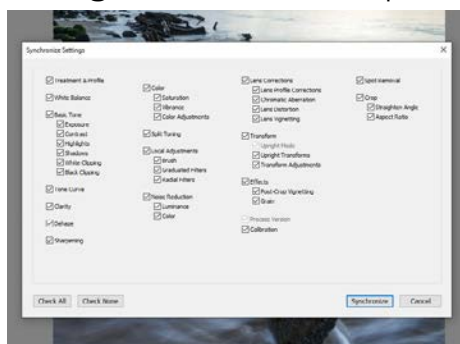 Synchronize Settings
Treatment & Profile
White Balance
Basic Tone
Exposure
Contrast
Highlights
Shadows
White Clipping
Black Clipping
Tone Curve
Clarity
Dehaze
Sharpening
Color
Saturation
Vibrance
Color Adjustments
Split Toning
Local Adjustments
Brush
Graduated Filters
Radial Filters
Noise Reduction
Luminance
Color
Lens Corrections
Lens Profile Corrections
Chromatic Aberration
Lens Distortion
Lens Vignetting
Transform
Upright Mode
Upright Transforms
Transform Adjustments
Effects
Post-Crop Vignetting
Grain
Process Version
Calibration
Spot Removal
Crop
Straighten Angle
Aspect Ratio
Check All
Check None
Synchronize
Cancel